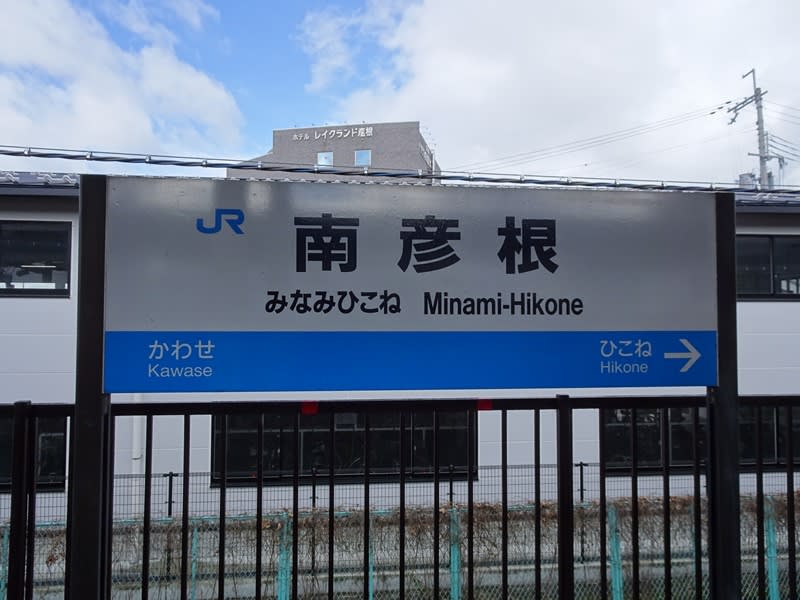 ホテル レイクランド彦根
JR 南彦根
みなみひこね Minami-Hikone
かわせ ひこね
Kawase Hikone